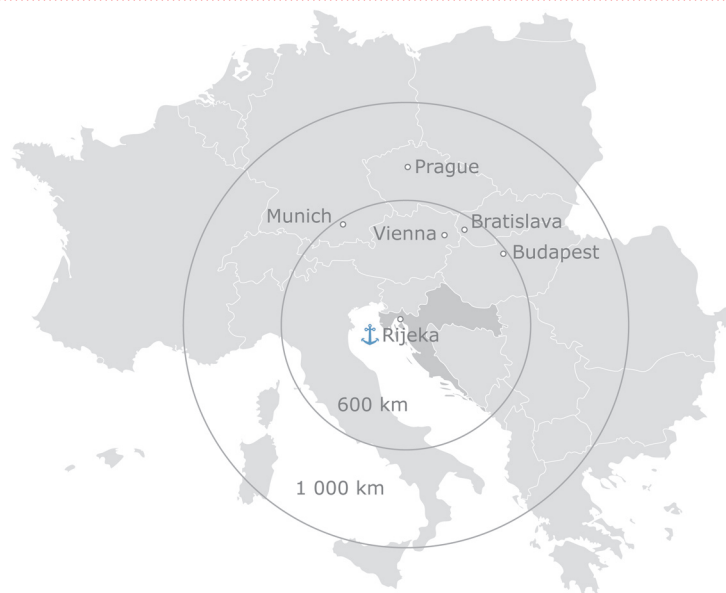 Prague
Munich
Bratislava
Vienna
Budapest
Rijeka
600 km
1 000 km